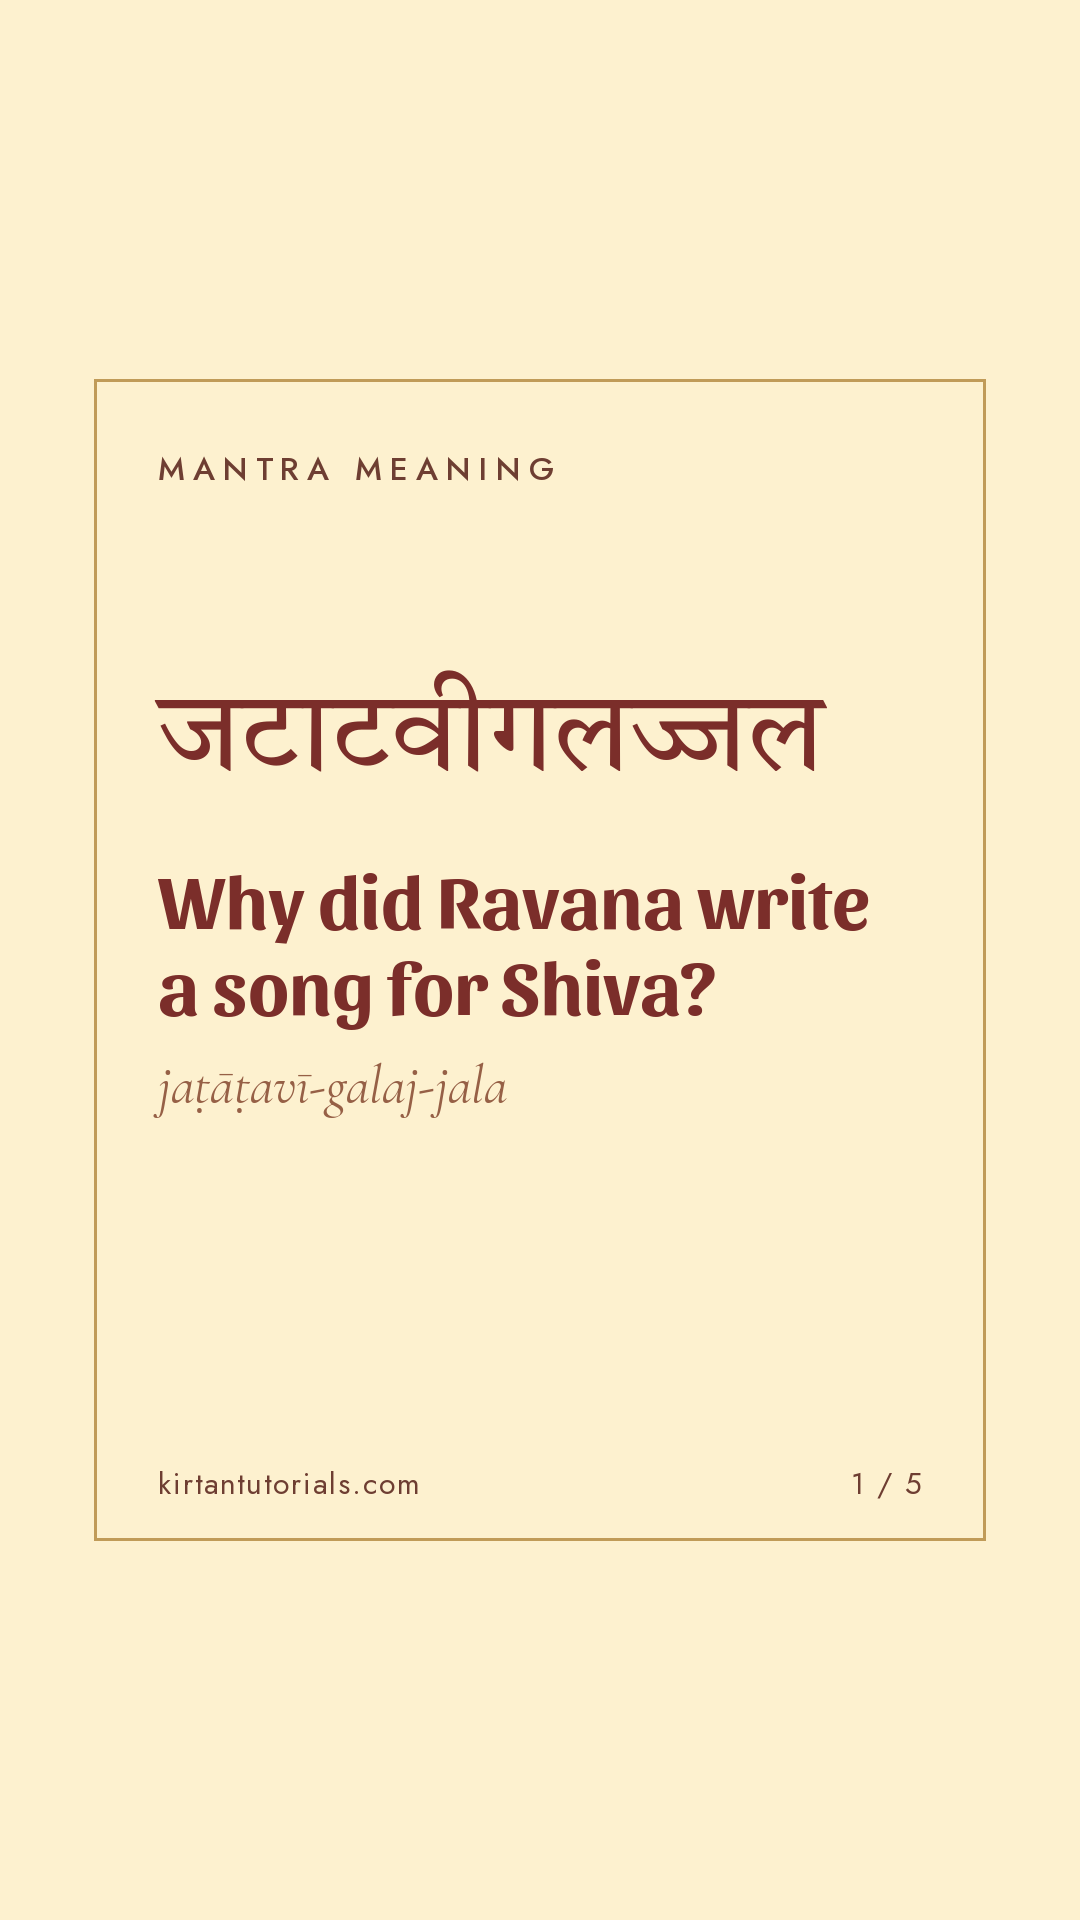 MANTRA MEANING
जटाटवीगलज्जल
Why did Ravana write
a song for Shiva?
jaṭāṭavī-galaj-jala
kirtantutorials.com
1 / 5